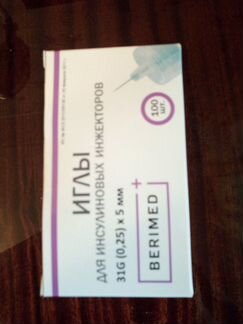 100
шт.
ИГЛЫ
ДЛЯ ИНСУЛИНОВЫХ ИНЖЕКТОРОВ
31G (0,25) x 5 мм
BERIMED